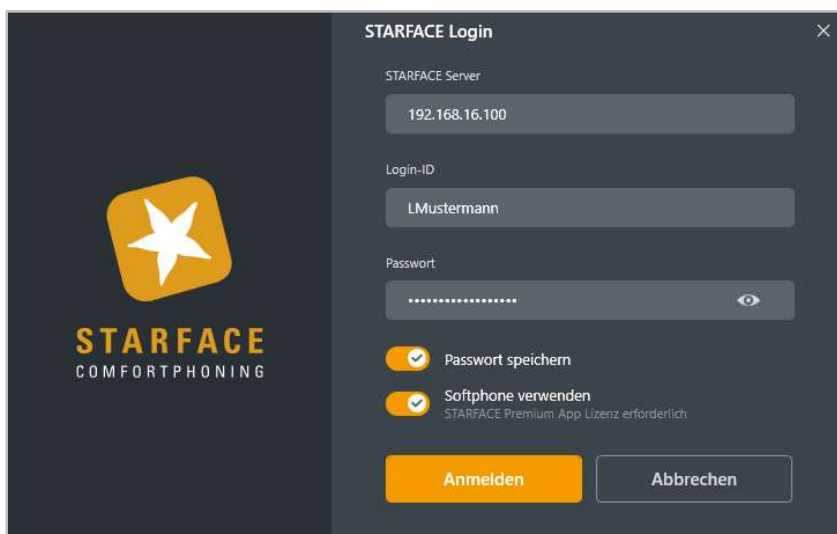 STARFACE
COMFORTPHONING
STARFACE Login
STARFACE Server
192.168.16.100
Login-ID
LMustermann
Passwort
••••••••••••••••••
Passwort speichern
Softphone verwenden
STARFACE Premium App Lizenz erforderlich
Anmelden
Abbrechen